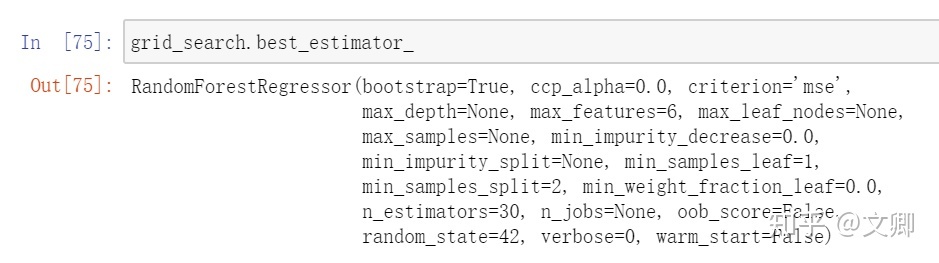 In [75]: grid_search.best_estimator_
Out[75]: RandomForestRegressor(bootstrap=True, ccp_alpha=0.0, criterion='mse',
max_depth=None, max_features=6, max_leaf_nodes=None,
max_samples=None, min_impurity_decrease=0.0,
min_impurity_split=None, min_samples_leaf=1,
min_samples_split=2, min_weight_fraction_leaf=0.0,
n_estimators=30, n_jobs=None, oob_score=False,
random_state=42, verbose=0, warm_start=False)
知乎 @文卿